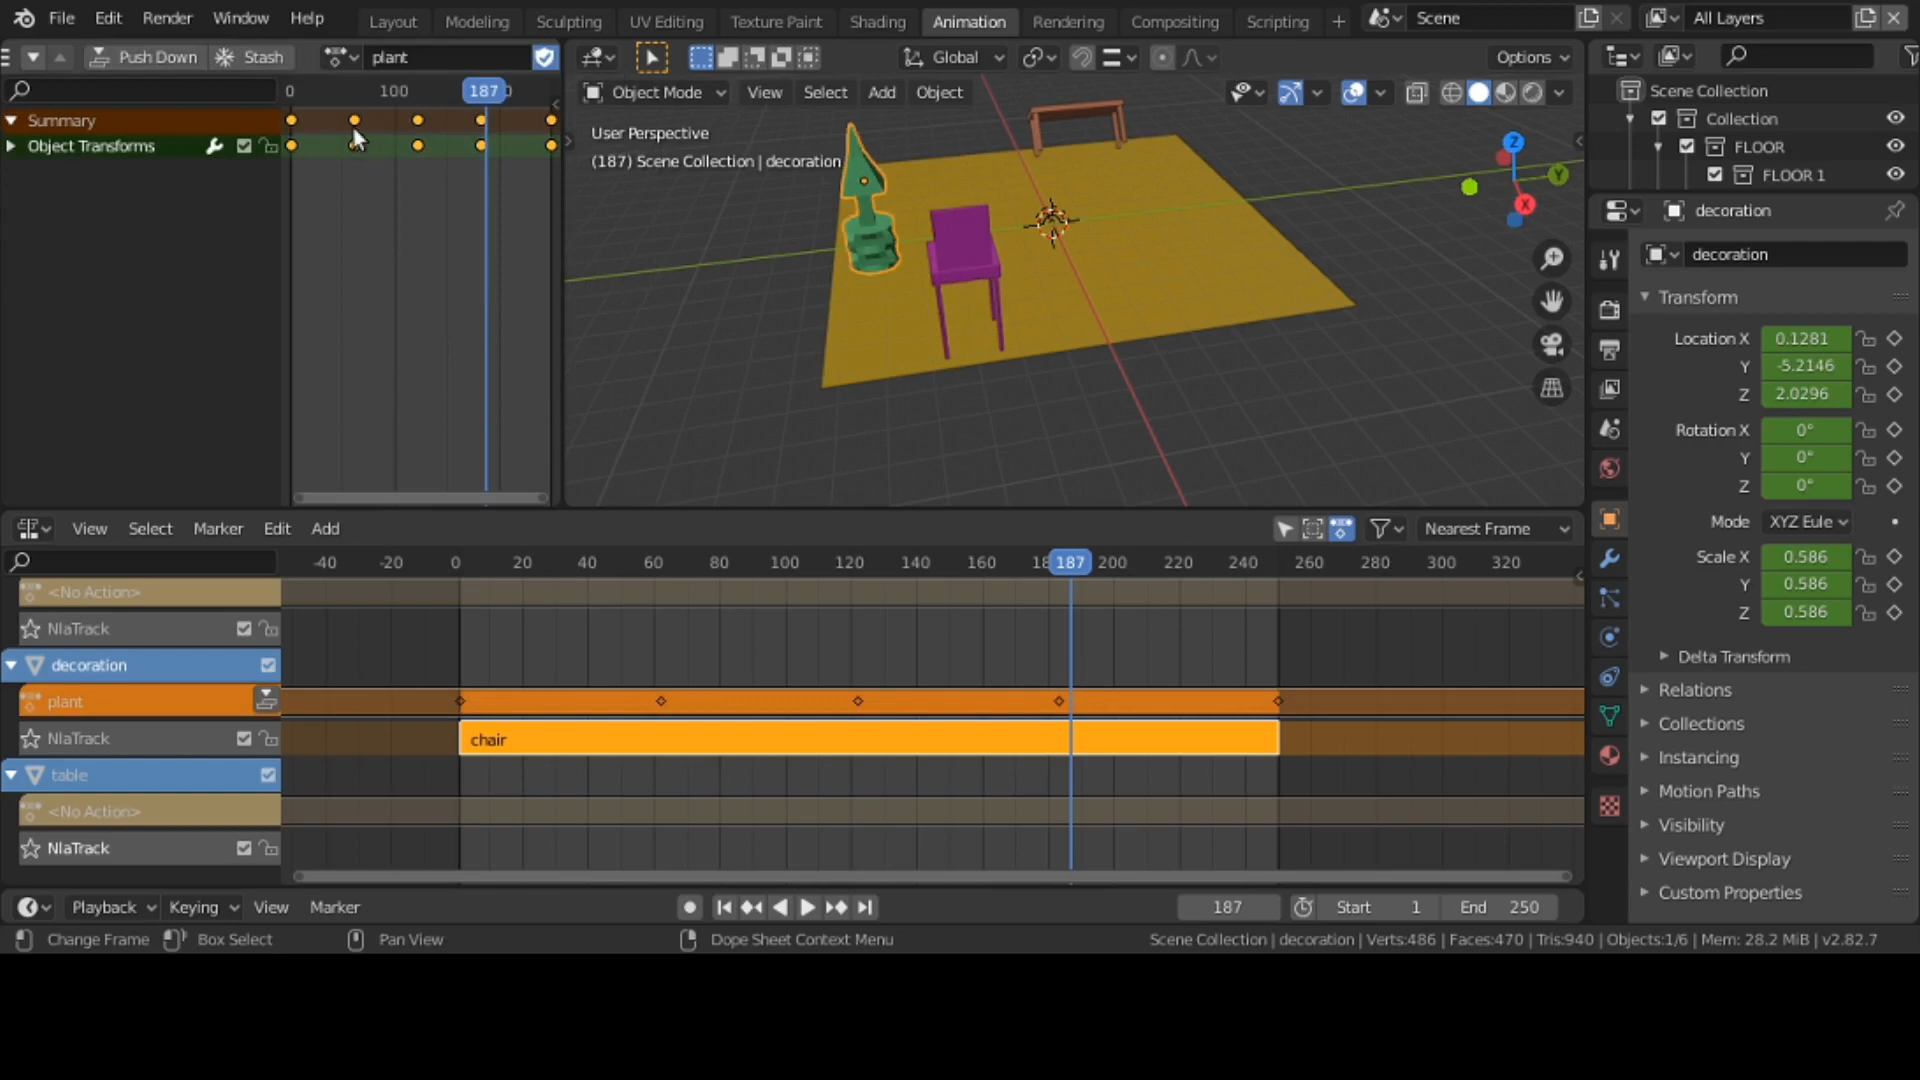 File Edit Render Window Help Layout Modeling Sculpting UV Editing Texture Paint Shading Animation Rendering Compositing Scripting + Scene All Layers
Push Down Stash plant Global Options
0 100 187 Object Mode View Select Add Object
Scene Collection
Summary
Collection
Object Transforms
FLOOR
FLOOR 1
User Perspective
(187) Scene Collection | decoration
Z
Y
X
decoration
decoration
Transform
Location X 0.1281
Y -5.2146
Z 2.0296
Rotation X 0°
Y 0°
Z 0°
Mode XYZ Eule
Scale X 0.586
Y 0.586
Z 0.586
Delta Transform
Relations
Collections
Instancing
Motion Paths
Visibility
Viewport Display
Custom Properties
View Select Marker Edit Add Nearest Frame
-40 -20 0 20 40 60 80 100 120 140 160 187 200 220 240 260 280 300 320
<No Action>
NlaTrack
decoration
plant
NlaTrack chair
table
<No Action>
NlaTrack
Playback Keying View Marker 187 Start 1 End 250
Change Frame Box Select Pan View Dope Sheet Context Menu Scene Collection | decoration | Verts:486 | Faces:470 | Tris:940 | Objects:1/6 | Mem: 28.2 MiB | v2.82.7